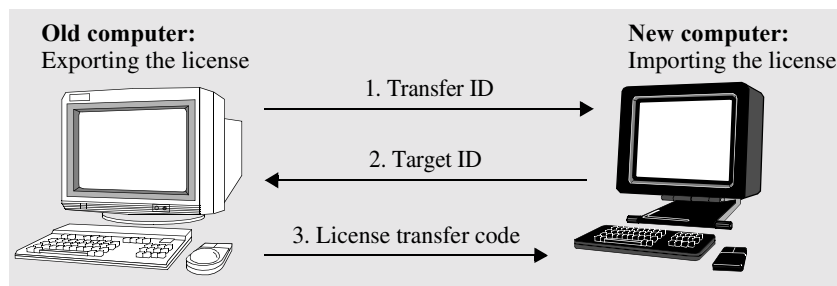 Old computer:
Exporting the license
New computer:
Importing the license
1. Transfer ID
2. Target ID
3. License transfer code